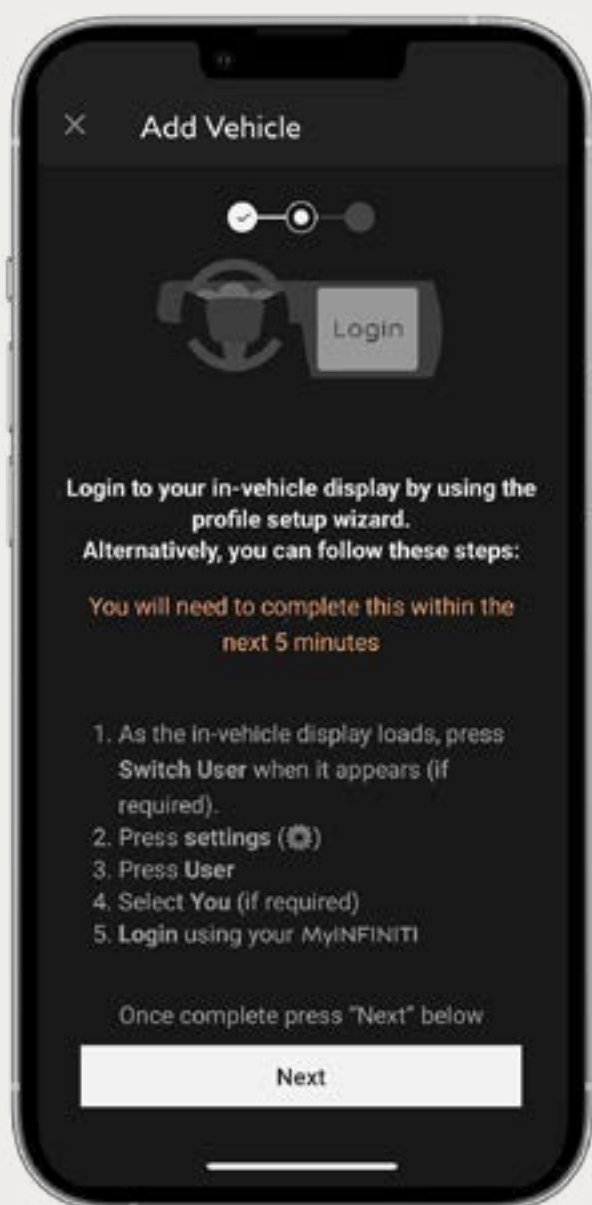 Add Vehicle
Login
Login to your in-vehicle display by using the
profile setup wizard.
Alternatively, you can follow these steps:
You will need to complete this within the
next 5 minutes
1. As the in-vehicle display loads, press
Switch User when it appears (if
required).
2. Press settings (⚙)
3. Press User
4. Select You (if required)
5. Login using your MyINFINITI
Once complete press “Next” below
Next